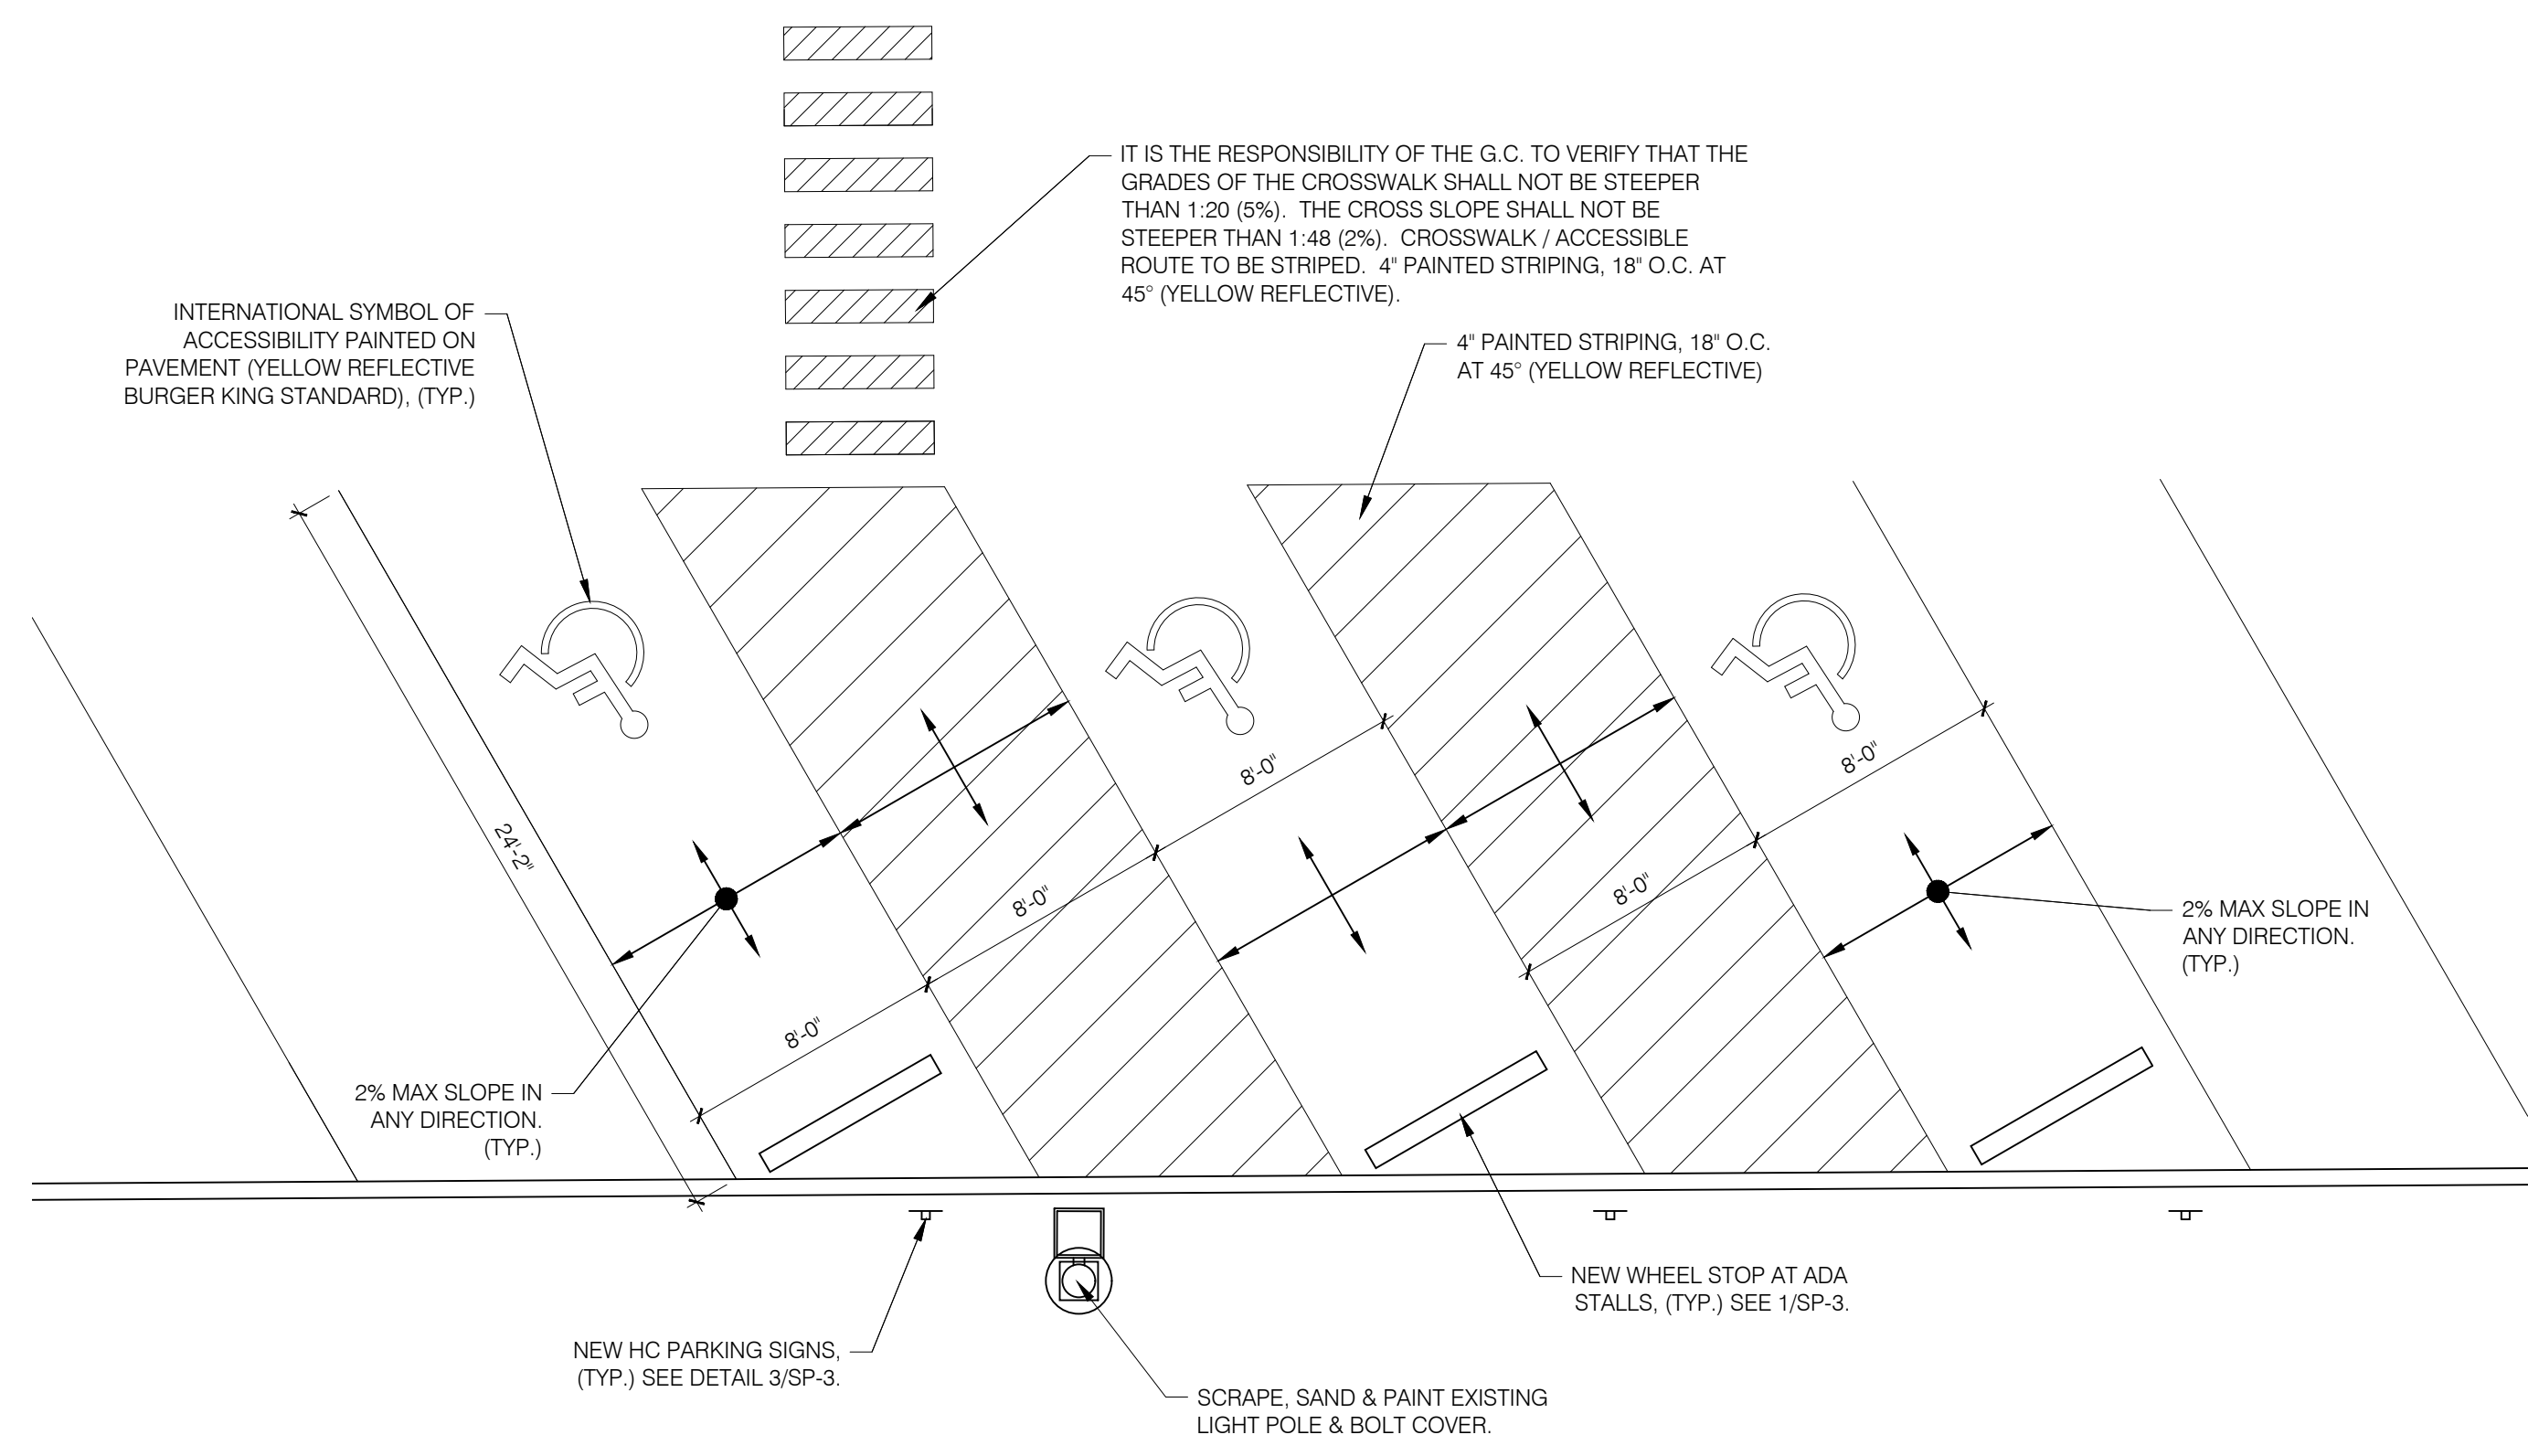 IT IS THE RESPONSIBILITY OF THE G.C. TO VERIFY THAT THE
GRADES OF THE CROSSWALK SHALL NOT BE STEEPER
THAN 1:20 (5%). THE CROSS SLOPE SHALL NOT BE
STEEPER THAN 1:48 (2%). CROSSWALK / ACCESSIBLE
ROUTE TO BE STRIPED. 4" PAINTED STRIPING, 18" O.C. AT
45° (YELLOW REFLECTIVE).
INTERNATIONAL SYMBOL OF
ACCESSIBILITY PAINTED ON
PAVEMENT (YELLOW REFLECTIVE
BURGER KING STANDARD), (TYP.)
4" PAINTED STRIPING, 18" O.C.
AT 45° (YELLOW REFLECTIVE)
24'-2"
8'-0"
8'-0"
8'-0"
8'-0"
8'-0"
2% MAX SLOPE IN
ANY DIRECTION.
(TYP.)
2% MAX SLOPE IN
ANY DIRECTION.
(TYP.)
NEW WHEEL STOP AT ADA
STALLS, (TYP.) SEE 1/SP-3.
NEW HC PARKING SIGNS,
(TYP.) SEE DETAIL 3/SP-3.
SCRAPE, SAND & PAINT EXISTING
LIGHT POLE & BOLT COVER.